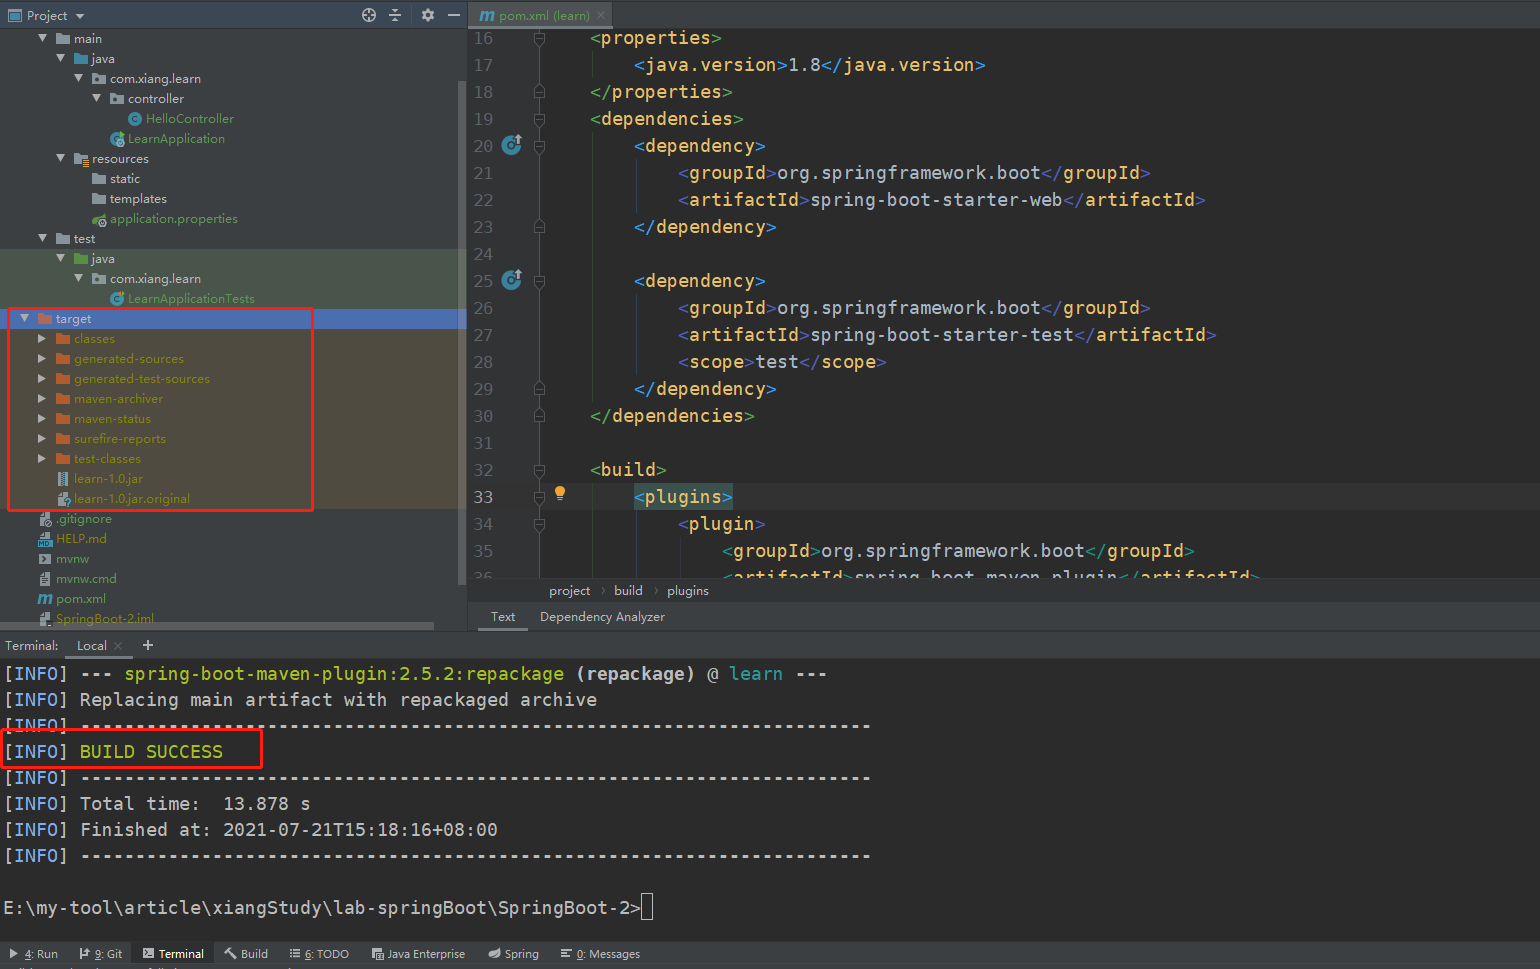 Project
main
java
com.xiang.learn
controller
HelloController
LearnApplication
resources
static
templates
application.properties
test
java
com.xiang.learn
LearnApplicationTests
target
classes
generated-sources
generated-test-sources
maven-archiver
maven-status
surefire-reports
test-classes
learn-1.0.jar
learn-1.0.jar.original
.gitignore
HELP.md
mvnw
mvnw.cmd
pom.xml
SpringBoot-2.iml
pom.xml (learn)
16 <properties>
17 <java.version>1.8</java.version>
18 </properties>
19 <dependencies>
20 <dependency>
21 <groupId>org.springframework.boot</groupId>
22 <artifactId>spring-boot-starter-web</artifactId>
23 </dependency>
24
25 <dependency>
26 <groupId>org.springframework.boot</groupId>
27 <artifactId>spring-boot-starter-test</artifactId>
28 <scope>test</scope>
29 </dependency>
30 </dependencies>
31
32 <build>
33 <plugins>
34 <plugin>
35 <groupId>org.springframework.boot</groupId>
36 <artifactId>spring-boot-maven-plugin</artifactId>
project › build › plugins
Text Dependency Analyzer
Terminal: Local +
[INFO] --- spring-boot-maven-plugin:2.5.2:repackage (repackage) @ learn ---
[INFO] Replacing main artifact with repackaged archive
[INFO] ------------------------------------------------------------------------
[INFO] BUILD SUCCESS
[INFO] ------------------------------------------------------------------------
[INFO] Total time:  13.878 s
[INFO] Finished at: 2021-07-21T15:18:16+08:00
[INFO] ------------------------------------------------------------------------
E:\my-tool\article\xiangStudy\lab-springBoot\SpringBoot-2>
4: Run 9: Git Terminal Build 6: TODO Java Enterprise Spring 0: Messages